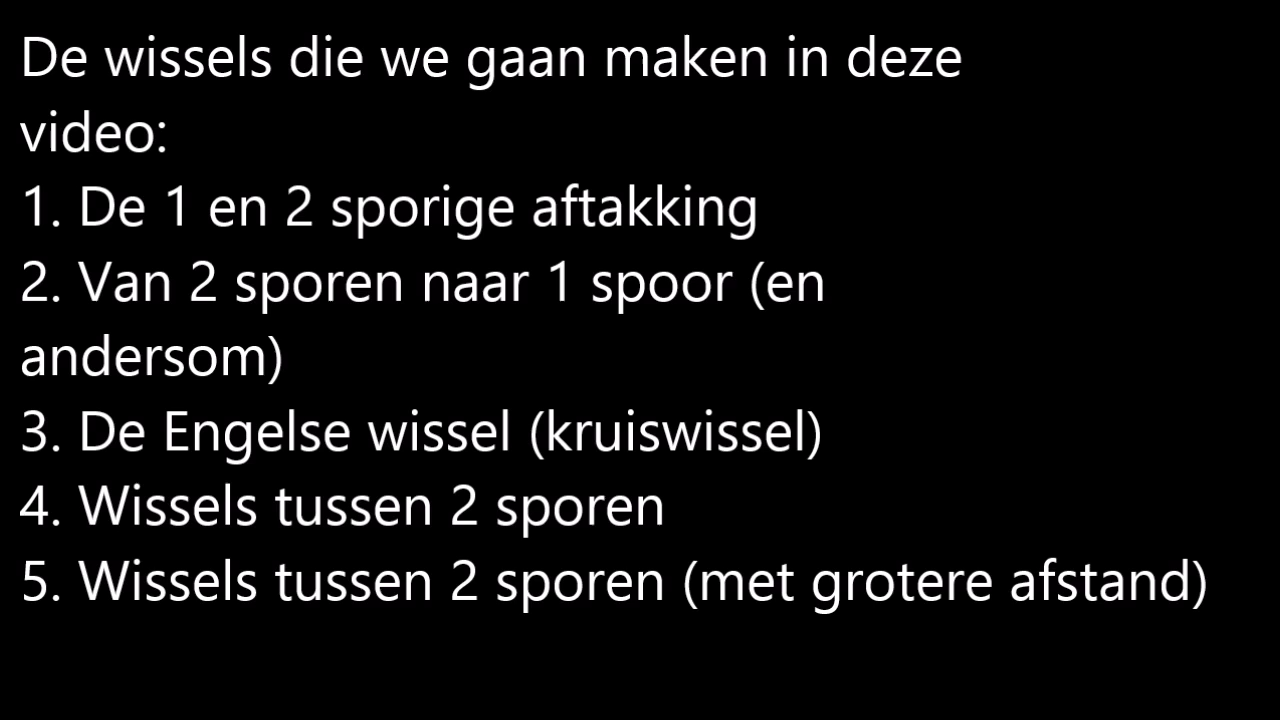 De wissels die we gaan maken in deze
video:
1. De 1 en 2 sporige aftakking
2. Van 2 sporen naar 1 spoor (en
andersom)
3. De Engelse wissel (kruiswissel)
4. Wissels tussen 2 sporen
5. Wissels tussen 2 sporen (met grotere afstand)